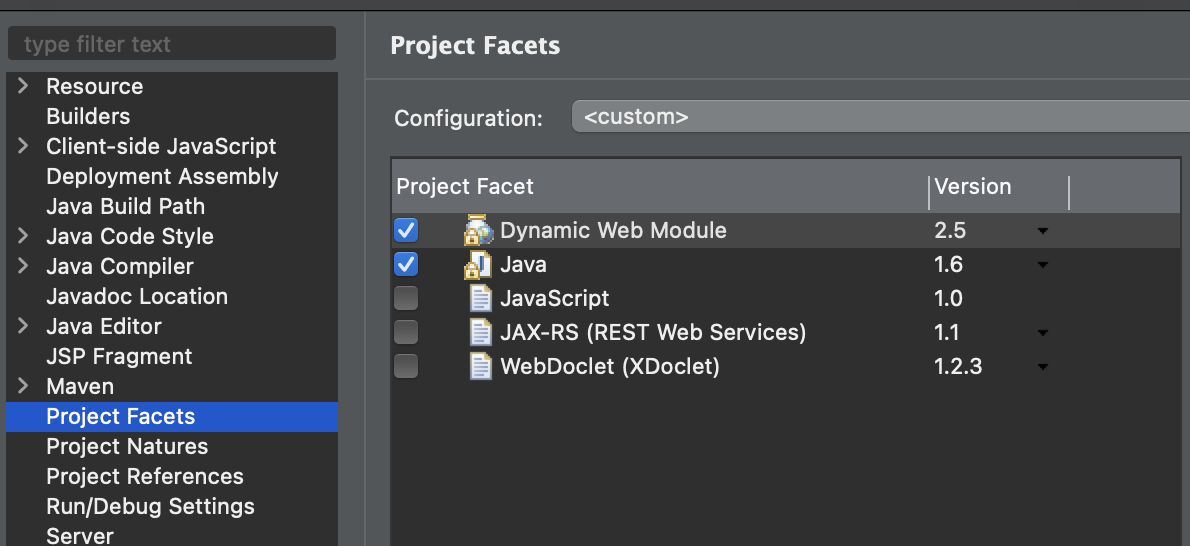 type filter text
Resource
Builders
Client-side JavaScript
Deployment Assembly
Java Build Path
Java Code Style
Java Compiler
Javadoc Location
Java Editor
JSP Fragment
Maven
Project Facets
Project Natures
Project References
Run/Debug Settings
Server
Project Facets
Configuration: <custom>
Project Facet Version
Dynamic Web Module 2.5
Java 1.6
JavaScript 1.0
JAX-RS (REST Web Services) 1.1
WebDoclet (XDoclet) 1.2.3